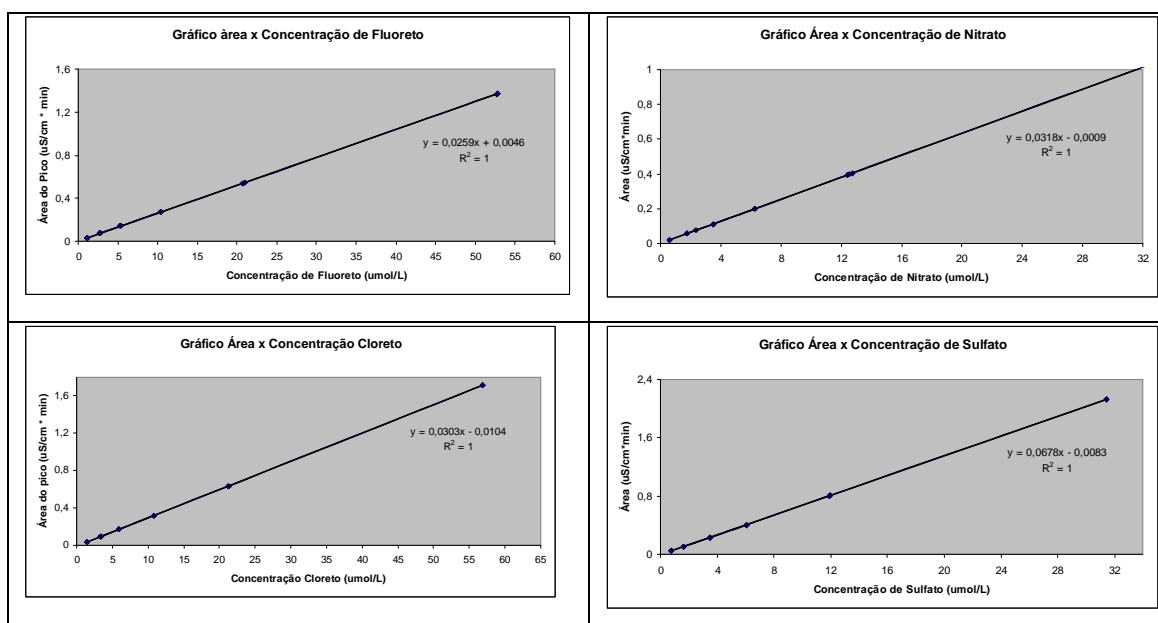 Gráfico àrea x Concentração de Fluoreto
Área do Pico (uS/cm * min)
1,6
1,2
0,8
0,4
0
y = 0,0259x + 0,0046
R² = 1
0 5 10 15 20 25 30 35 40 45 50 55 60
Concentração de Fluoreto (umol/L)
Gráfico Área x Concentração de Nitrato
Área (uS/cm*min)
1
0,8
0,6
0,4
0,2
0
y = 0,0318x - 0,0009
R² = 1
0 4 8 12 16 20 24 28 32
Concentração de Nitrato (umol/L)
Gráfico Área x Concentração Cloreto
Área do pico (uS/cm* min)
1,6
1,2
0,8
0,4
0
y = 0,0303x - 0,0104
R² = 1
0 5 10 15 20 25 30 35 40 45 50 55 60 65
Concentração Cloreto (umol/L)
Gráfico Área x Concentração de Sulfato
Área (uS/cm*min)
2,4
1,6
0,8
0
y = 0,0678x - 0,0083
R² = 1
0 4 8 12 16 20 24 28 32
Concentração de Sulfato (umol/L)